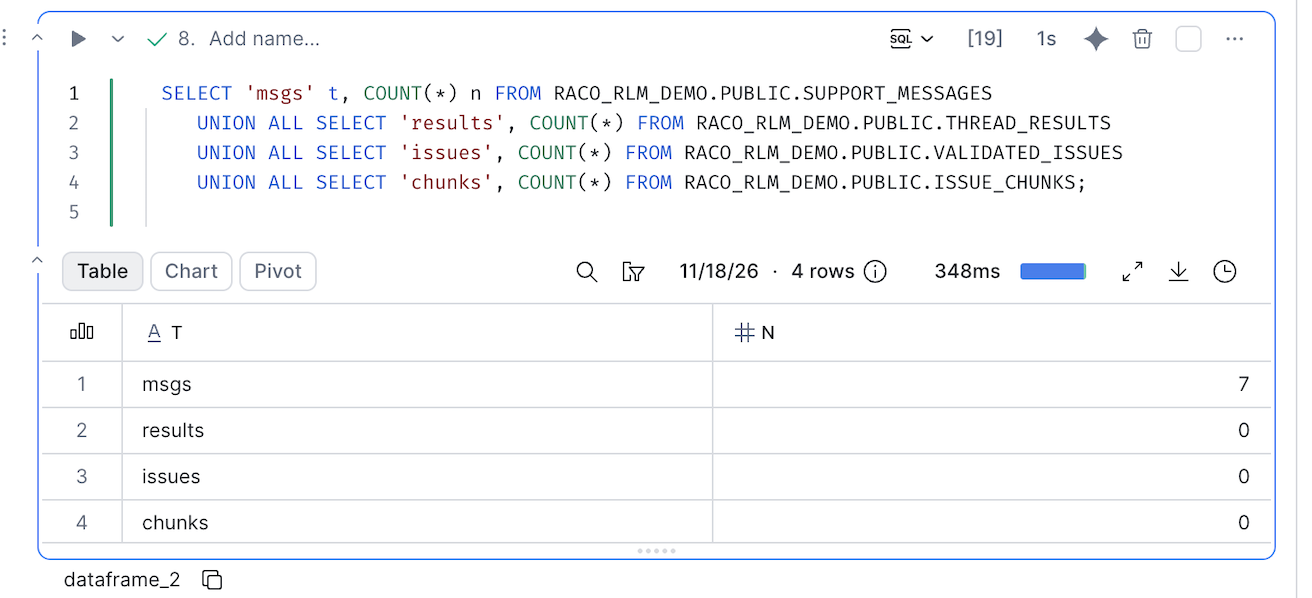 8. Add name... SQL [19] 1s
1 SELECT 'msgs' t, COUNT(*) n FROM RACO_RLM_DEMO.PUBLIC.SUPPORT_MESSAGES
2 UNION ALL SELECT 'results', COUNT(*) FROM RACO_RLM_DEMO.PUBLIC.THREAD_RESULTS
3 UNION ALL SELECT 'issues', COUNT(*) FROM RACO_RLM_DEMO.PUBLIC.VALIDATED_ISSUES
4 UNION ALL SELECT 'chunks', COUNT(*) FROM RACO_RLM_DEMO.PUBLIC.ISSUE_CHUNKS;
5
Table Chart Pivot 11/18/26 · 4 rows 348ms
A T # N
1 msgs 7
2 results 0
3 issues 0
4 chunks 0
dataframe_2